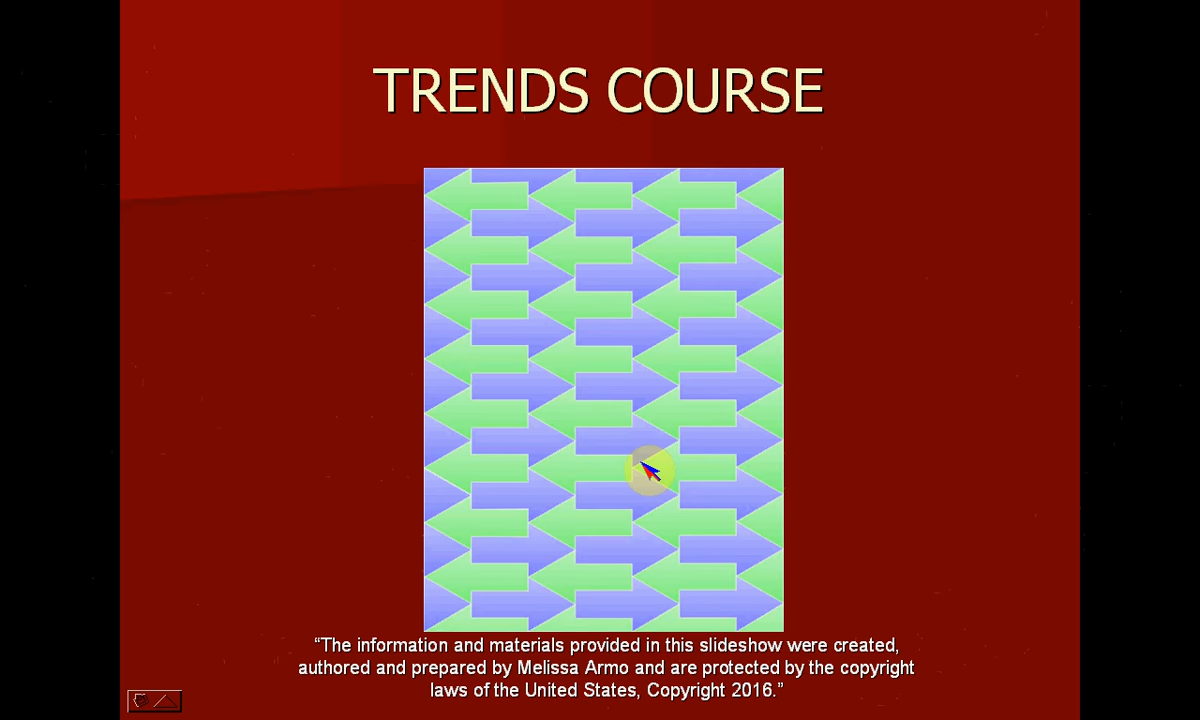 TRENDS COURSE
“The information and materials provided in this slideshow were created,
authored and prepared by Melissa Armo and are protected by the copyright
laws of the United States, Copyright 2016.”